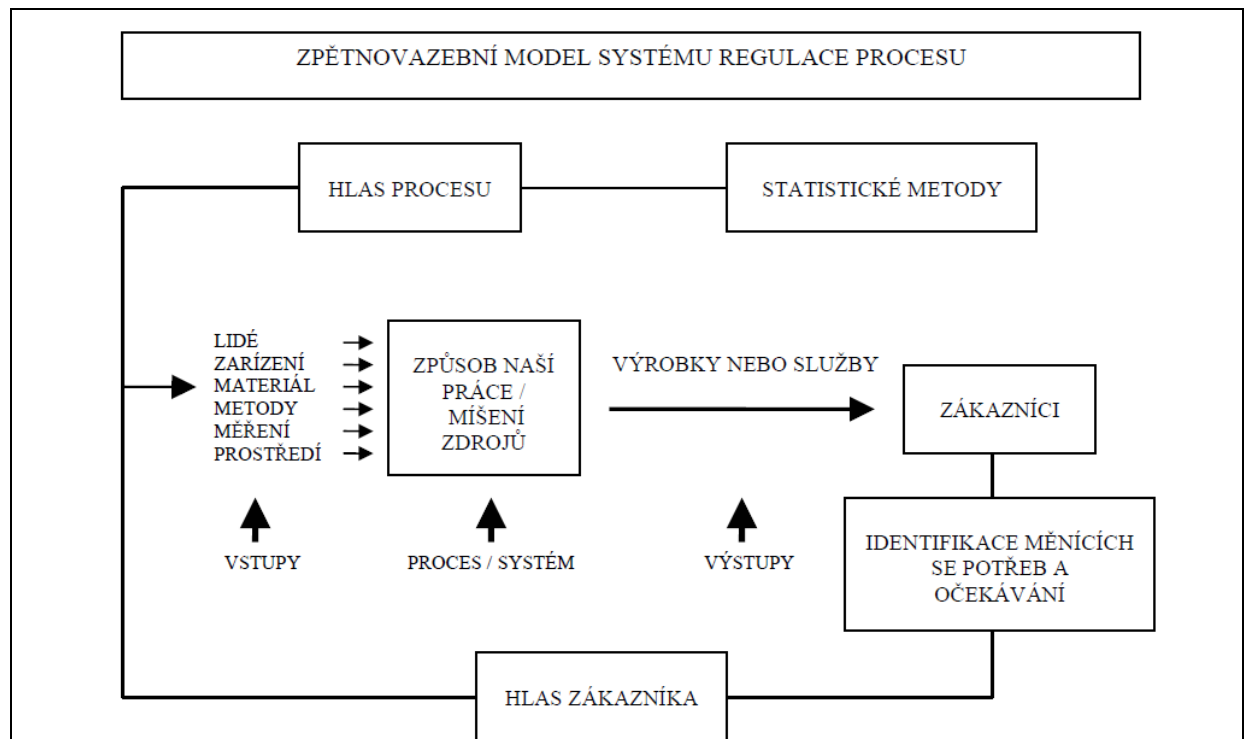 ZPĚTNOVAZEBNÍ MODEL SYSTÉMU REGULACE PROCESU
HLAS PROCESU
STATISTICKÉ METODY
LIDÉ
ZARÍZENÍ
MATERIÁL
METODY
MĚŘENÍ
PROSTŘEDÍ
ZPŮSOB NAŠÍ
PRÁCE /
MÍŠENÍ
ZDROJŮ
VÝROBKY NEBO SLUŽBY
ZÁKAZNÍCI
VSTUPY
PROCES / SYSTÉM
VÝSTUPY
IDENTIFIKACE MĚNÍCÍCH
SE POTŘEB A
OČEKÁVÁNÍ
HLAS ZÁKAZNÍKA